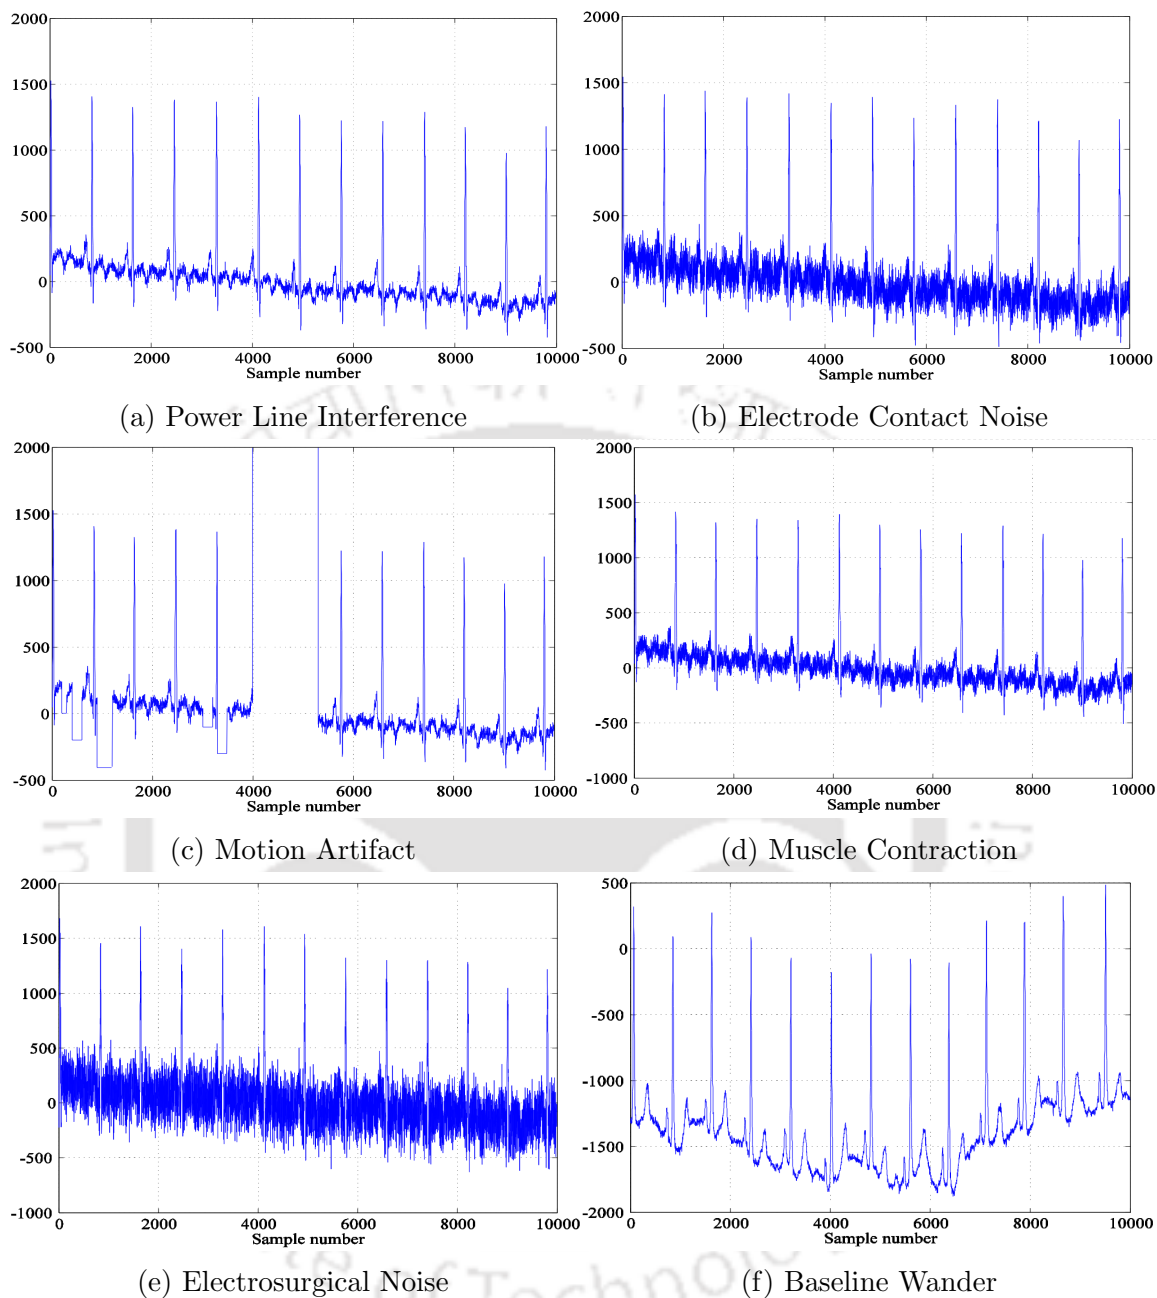 2000
1500
1000
500
0
-500
0 2000 4000 6000 8000 10000
Sample number
(a) Power Line Interference
2000
1500
1000
500
0
-500
0 2000 4000 6000 8000 10000
Sample number
(b) Electrode Contact Noise
2000
1500
1000
500
0
-500
0 2000 4000 6000 8000 10000
Sample number
(c) Motion Artifact
2000
1500
1000
500
0
-500
-1000
0 2000 4000 6000 8000 10000
Sample number
(d) Muscle Contraction
2000
1500
1000
500
0
-500
-1000
0 2000 4000 6000 8000 10000
Sample number
(e) Electrosurgical Noise
500
0
-500
-1000
-1500
-2000
0 2000 4000 6000 8000 10000
Sample number
(f) Baseline Wander
of Technolo